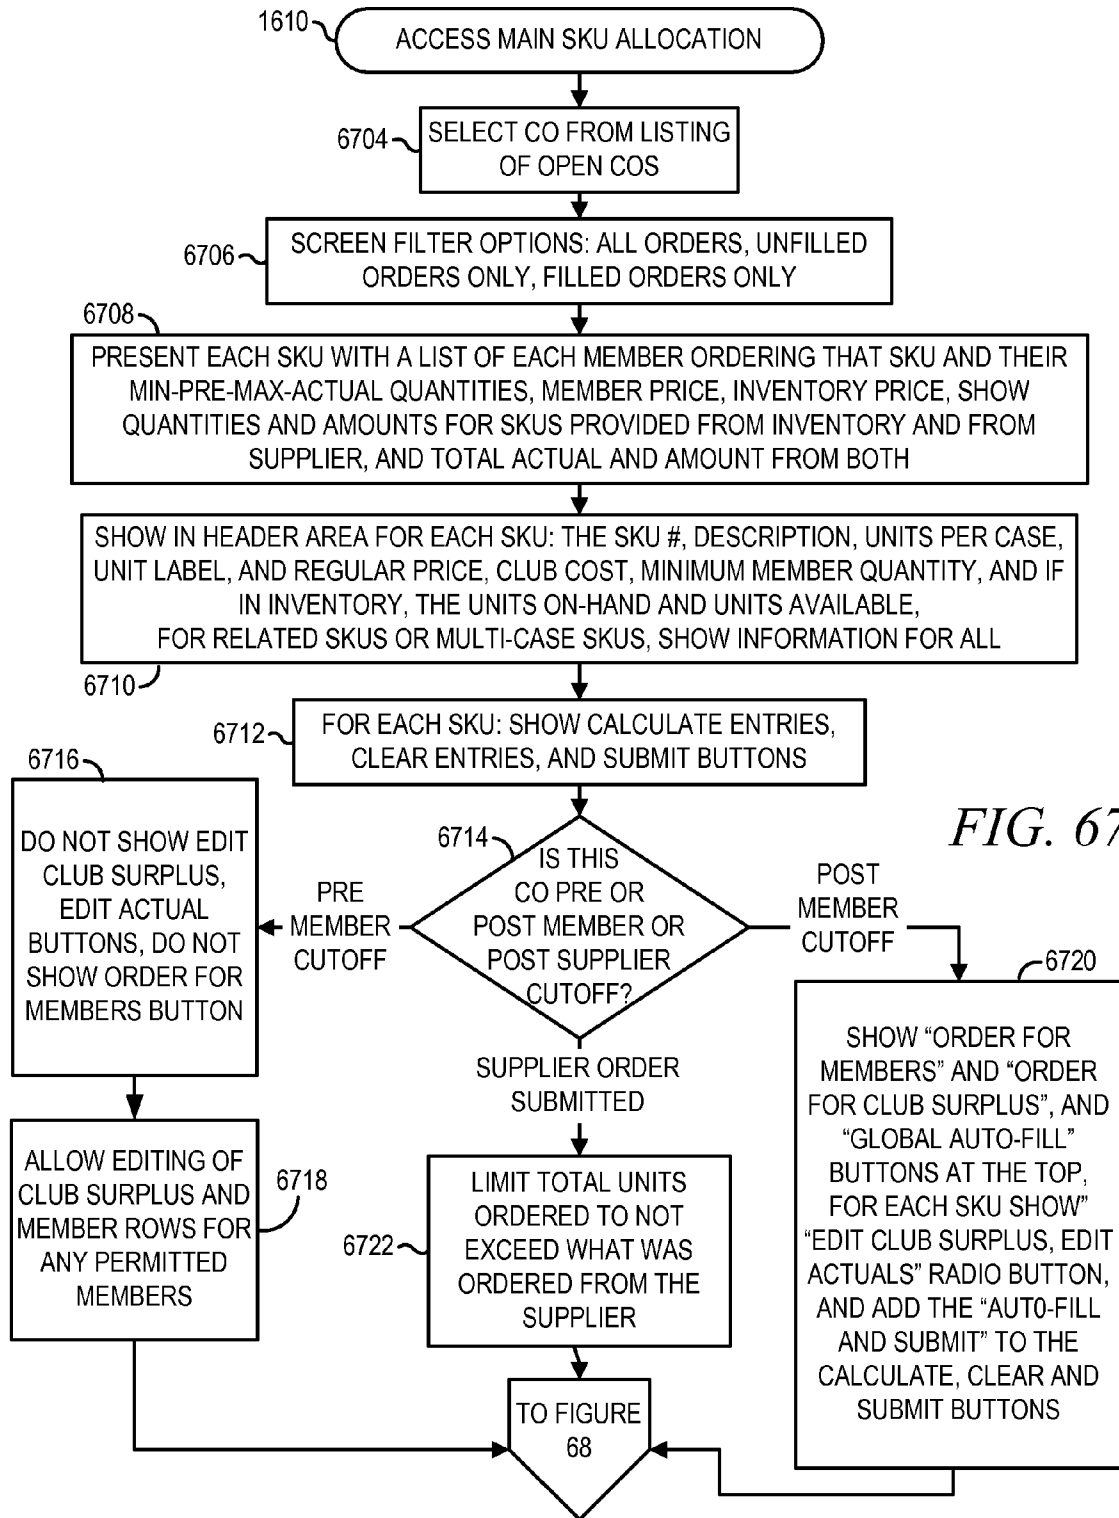 1610
ACCESS MAIN SKU ALLOCATION
6704
SELECT CO FROM LISTING
OF OPEN COS
6706
SCREEN FILTER OPTIONS: ALL ORDERS, UNFILLED
ORDERS ONLY, FILLED ORDERS ONLY
6708
PRESENT EACH SKU WITH A LIST OF EACH MEMBER ORDERING THAT SKU AND THEIR
MIN-PRE-MAX-ACTUAL QUANTITIES, MEMBER PRICE, INVENTORY PRICE, SHOW
QUANTITIES AND AMOUNTS FOR SKUS PROVIDED FROM INVENTORY AND FROM
SUPPLIER, AND TOTAL ACTUAL AND AMOUNT FROM BOTH
SHOW IN HEADER AREA FOR EACH SKU: THE SKU #, DESCRIPTION, UNITS PER CASE,
UNIT LABEL, AND REGULAR PRICE, CLUB COST, MINIMUM MEMBER QUANTITY, AND IF
IN INVENTORY, THE UNITS ON-HAND AND UNITS AVAILABLE,
FOR RELATED SKUS OR MULTI-CASE SKUS, SHOW INFORMATION FOR ALL
6710
6712
FOR EACH SKU: SHOW CALCULATE ENTRIES,
CLEAR ENTRIES, AND SUBMIT BUTTONS
6716
DO NOT SHOW EDIT
CLUB SURPLUS,
EDIT ACTUAL
BUTTONS, DO NOT
SHOW ORDER FOR
MEMBERS BUTTON
PRE
MEMBER
CUTOFF
6714
IS THIS
CO PRE OR
POST MEMBER OR
POST SUPPLIER
CUTOFF?
FIG. 67
POST
MEMBER
CUTOFF
6720
SUPPLIER ORDER
SUBMITTED
ALLOW EDITING OF
CLUB SURPLUS AND
MEMBER ROWS FOR
ANY PERMITTED
MEMBERS
6718
6722
LIMIT TOTAL UNITS
ORDERED TO NOT
EXCEED WHAT WAS
ORDERED FROM THE
SUPPLIER
SHOW “ORDER FOR
MEMBERS” AND “ORDER
FOR CLUB SURPLUS”, AND
“GLOBAL AUTO-FILL”
BUTTONS AT THE TOP,
FOR EACH SKU SHOW”
“EDIT CLUB SURPLUS, EDIT
ACTUALS” RADIO BUTTON,
AND ADD THE “AUT0-FILL
AND SUBMIT” TO THE
CALCULATE, CLEAR AND
SUBMIT BUTTONS
TO FIGURE
68